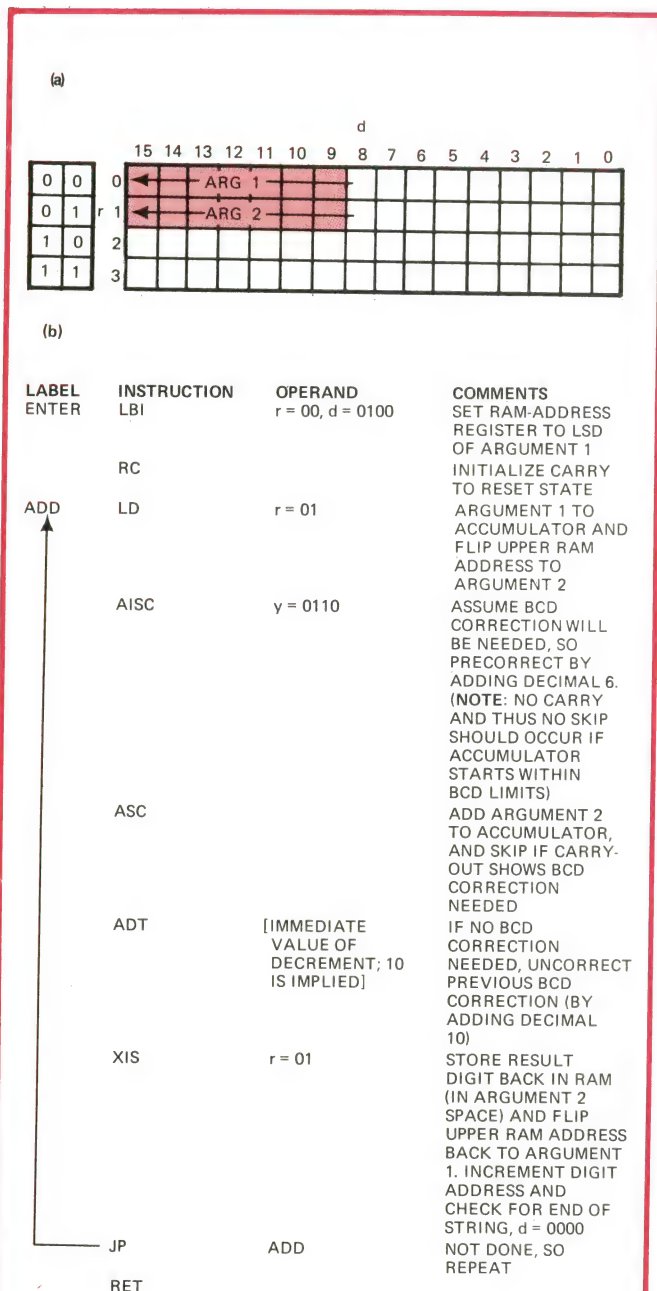 (a)
d
15 14 13 12 11 10 9 8 7 6 5 4 3 2 1 0
0 0 0 ARG 1
0 1 r 1 ARG 2
1 0 2
1 1 3
(b)
LABEL INSTRUCTION OPERAND COMMENTS
ENTER LBI r = 00, d = 0100 SET RAM-ADDRESS
REGISTER TO LSD
OF ARGUMENT 1
RC INITIALIZE CARRY
TO RESET STATE
ADD LD r = 01 ARGUMENT 1 TO
ACCUMULATOR AND
FLIP UPPER RAM
ADDRESS TO
ARGUMENT 2
AISC y = 0110 ASSUME BCD
CORRECTION WILL
BE NEEDED, SO
PRECORRECT BY
ADDING DECIMAL 6.
(NOTE: NO CARRY
AND THUS NO SKIP
SHOULD OCCUR IF
ACCUMULATOR
STARTS WITHIN
BCD LIMITS)
ASC ADD ARGUMENT 2
TO ACCUMULATOR,
AND SKIP IF CARRY-
OUT SHOWS BCD
CORRECTION
NEEDED
ADT [IMMEDIATE IF NO BCD
VALUE OF CORRECTION
DECREMENT; 10 NEEDED, UNCORRECT
IS IMPLIED] PREVIOUS BCD
CORRECTION (BY
ADDING DECIMAL
10)
XIS r = 01 STORE RESULT
DIGIT BACK IN RAM
(IN ARGUMENT 2
SPACE) AND FLIP
UPPER RAM ADDRESS
BACK TO ARGUMENT
1. INCREMENT DIGIT
ADDRESS AND
CHECK FOR END OF
STRING, d = 0000
JP ADD NOT DONE, SO
REPEAT
RET